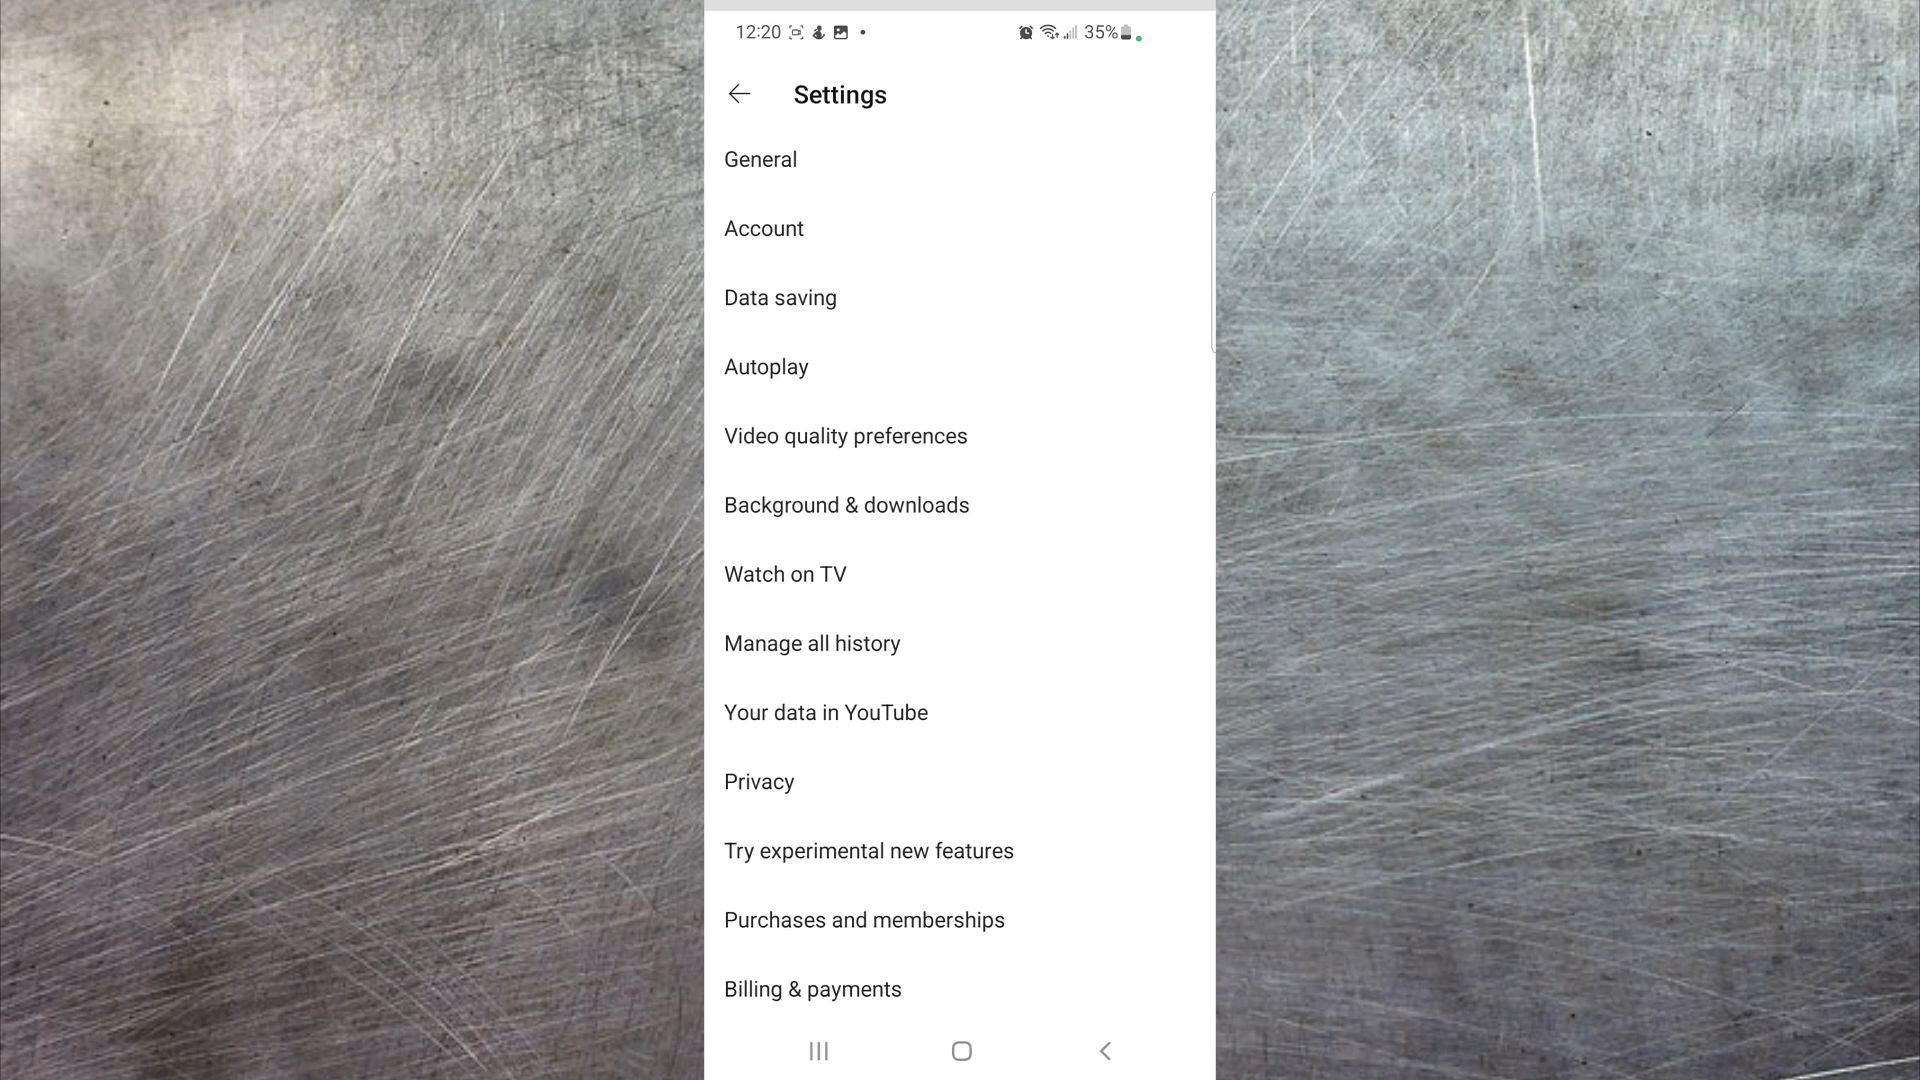 12:20 35%
Settings
General
Account
Data saving
Autoplay
Video quality preferences
Background & downloads
Watch on TV
Manage all history
Your data in YouTube
Privacy
Try experimental new features
Purchases and memberships
Billing & payments